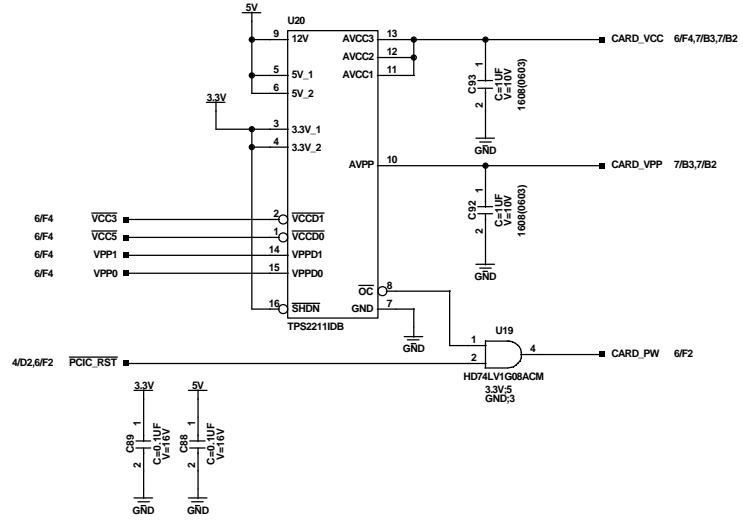 5V
U20
9 12V AVCC3 13 CARD_VCC 6/F4,7/B3,7/B2
AVCC2 12
5 5V_1 AVCC1 11
6 5V_2
1 C93 2 C=1UF V=10V 1608(0603)
3.3V
3 3.3V_1
4 3.3V_2
GND
AVPP 10 CARD_VPP 7/B3,7/B2
1 C92 2 C=1UF V=10V 1608(0603)
6/F4 VCC3 2 VCCD1
6/F4 VCC5 1 VCCD0
6/F4 VPP1 14 VPPD1
6/F4 VPP0 15 VPPD0
GND
OC 8
16 SHDN GND 7
TPS2211IDB
GND
U19
1 4 CARD_PW 6/F2
4/D2,6/F2 PCIC_RST 2
HD74LV1G08ACM
3.3V;5
GND;3
3.3V 5V
1 C89 2 C=0.1UF V=16V
1 C88 2 C=0.1UF V=16V
GND GND